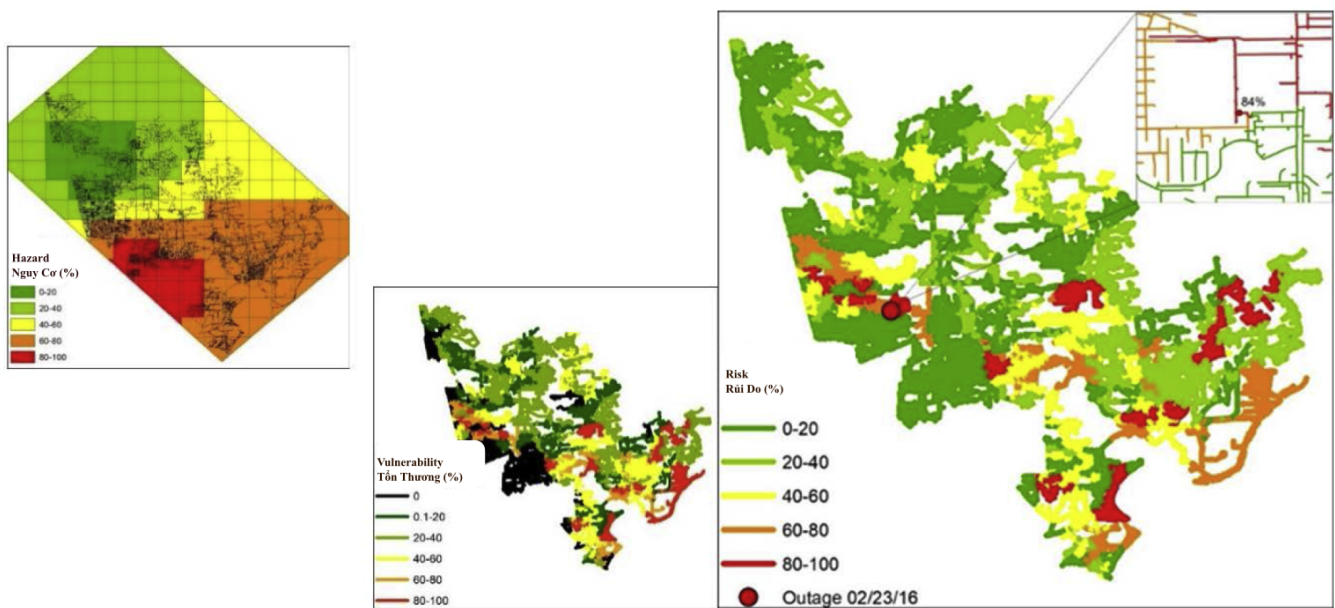 Hazard
Nguy Cơ (%)
0-20
20-40
40-60
60-80
80-100
Vulnerability
Tổn Thương (%)
0
0.1-20
20-40
40-60
60-80
80-100
84%
Risk
Rủi Do (%)
0-20
20-40
40-60
60-80
80-100
Outage 02/23/16